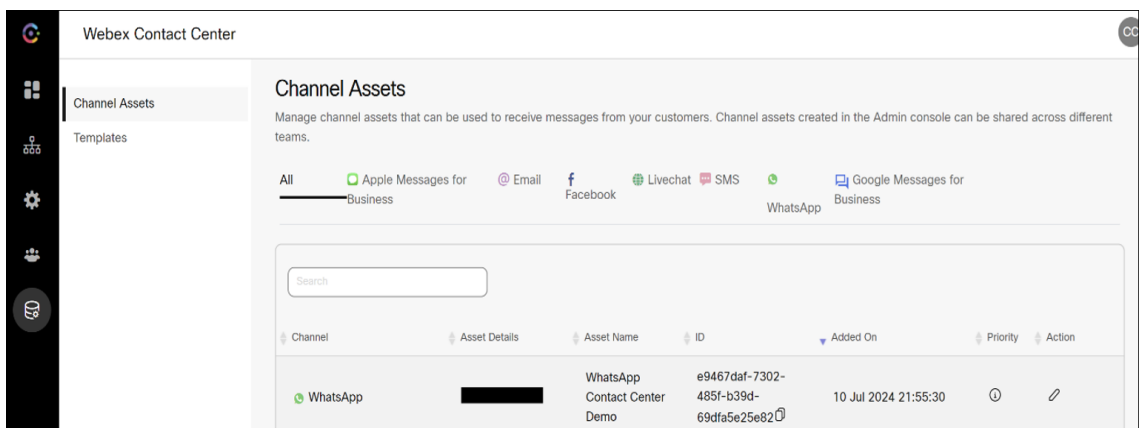 Webex Contact Center
CC
Channel Assets
Templates
Channel Assets
Manage channel assets that can be used to receive messages from your customers. Channel assets created in the Admin console can be shared across different
teams.
All
Apple Messages for
Business
@ Email
Facebook
Livechat
SMS
WhatsApp
Google Messages for
Business
Search
Channel
Asset Details
Asset Name
ID
Added On
Priority
Action
WhatsApp
WhatsApp
Contact Center
Demo
e9467daf-7302-
485f-b39d-
69dfa5e25e82
10 Jul 2024 21:55:30